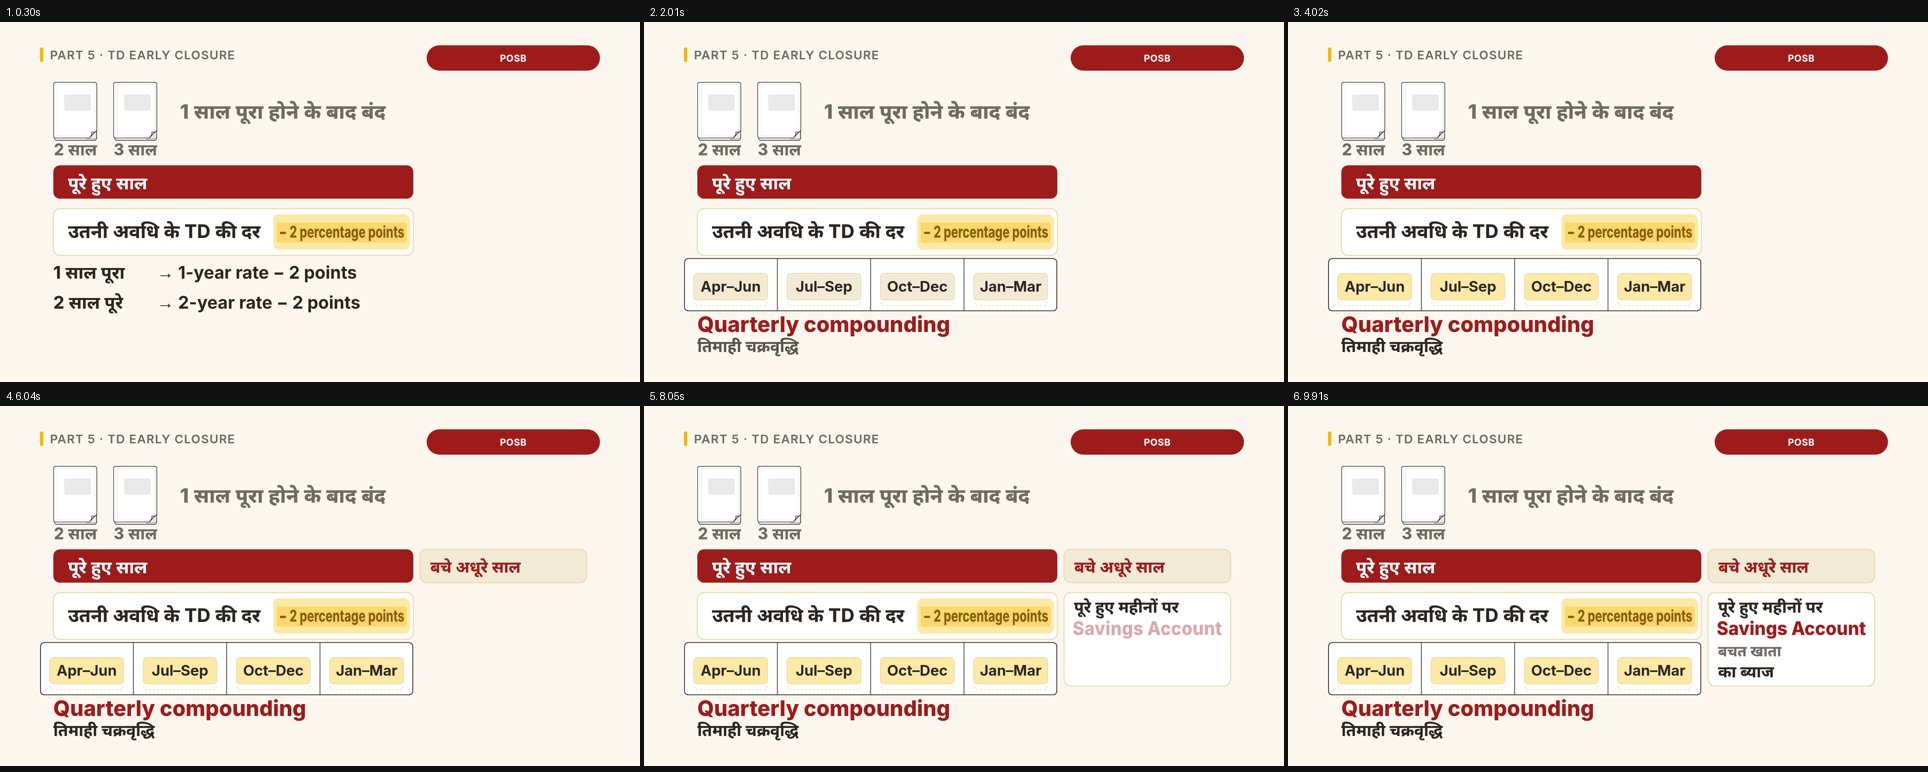 1. 0.30s
PART 5 · TD EARLY CLOSURE
POSB
1 साल पूरा होने के बाद बंद
2 साल 3 साल
पूरे हुए साल
उतनी अवधि के TD की दर – 2 percentage points
1 साल पूरा → 1-year rate – 2 points
2 साल पूरे → 2-year rate – 2 points
2. 2.01s
PART 5 · TD EARLY CLOSURE
POSB
1 साल पूरा होने के बाद बंद
2 साल 3 साल
पूरे हुए साल
उतनी अवधि के TD की दर – 2 percentage points
Apr–Jun Jul–Sep Oct–Dec Jan–Mar
Quarterly compounding
तिमाही चक्रवृद्धि
3. 4.02s
PART 5 · TD EARLY CLOSURE
POSB
1 साल पूरा होने के बाद बंद
2 साल 3 साल
पूरे हुए साल
उतनी अवधि के TD की दर – 2 percentage points
Apr–Jun Jul–Sep Oct–Dec Jan–Mar
Quarterly compounding
तिमाही चक्रवृद्धि
4. 6.04s
PART 5 · TD EARLY CLOSURE
POSB
1 साल पूरा होने के बाद बंद
2 साल 3 साल
पूरे हुए साल
बचे अधूरे साल
उतनी अवधि के TD की दर – 2 percentage points
Apr–Jun Jul–Sep Oct–Dec Jan–Mar
Quarterly compounding
तिमाही चक्रवृद्धि
5. 8.05s
PART 5 · TD EARLY CLOSURE
POSB
1 साल पूरा होने के बाद बंद
2 साल 3 साल
पूरे हुए साल
बचे अधूरे साल
उतनी अवधि के TD की दर – 2 percentage points
पूरे हुए महीनों पर
Savings Account
Apr–Jun Jul–Sep Oct–Dec Jan–Mar
Quarterly compounding
तिमाही चक्रवृद्धि
6. 9.91s
PART 5 · TD EARLY CLOSURE
POSB
1 साल पूरा होने के बाद बंद
2 साल 3 साल
पूरे हुए साल
बचे अधूरे साल
उतनी अवधि के TD की दर – 2 percentage points
पूरे हुए महीनों पर
Savings Account
बचत खाता
का ब्याज
Apr–Jun Jul–Sep Oct–Dec Jan–Mar
Quarterly compounding
तिमाही चक्रवृद्धि